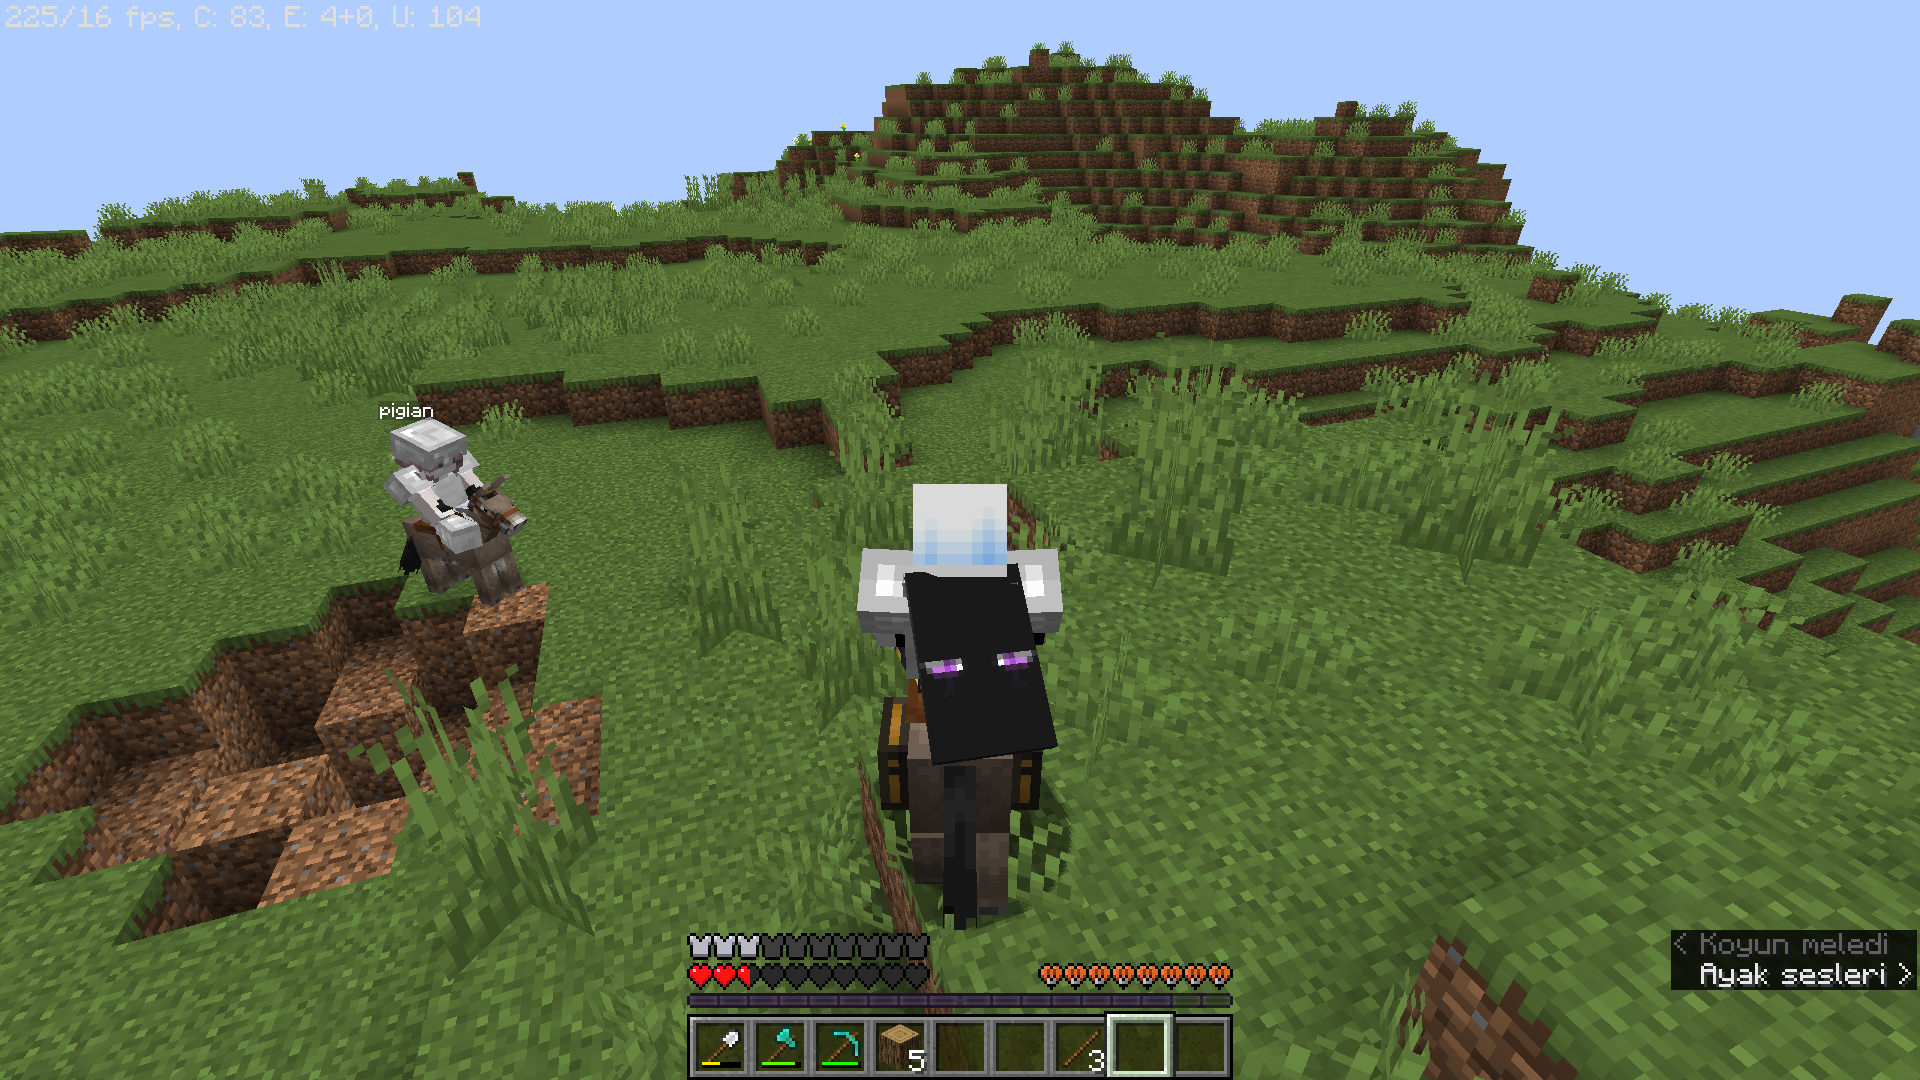 225/16 fps, C: 83, E: 4+0, U: 104
pigian
< Koyun meledi
Ayak sesleri >
5
3